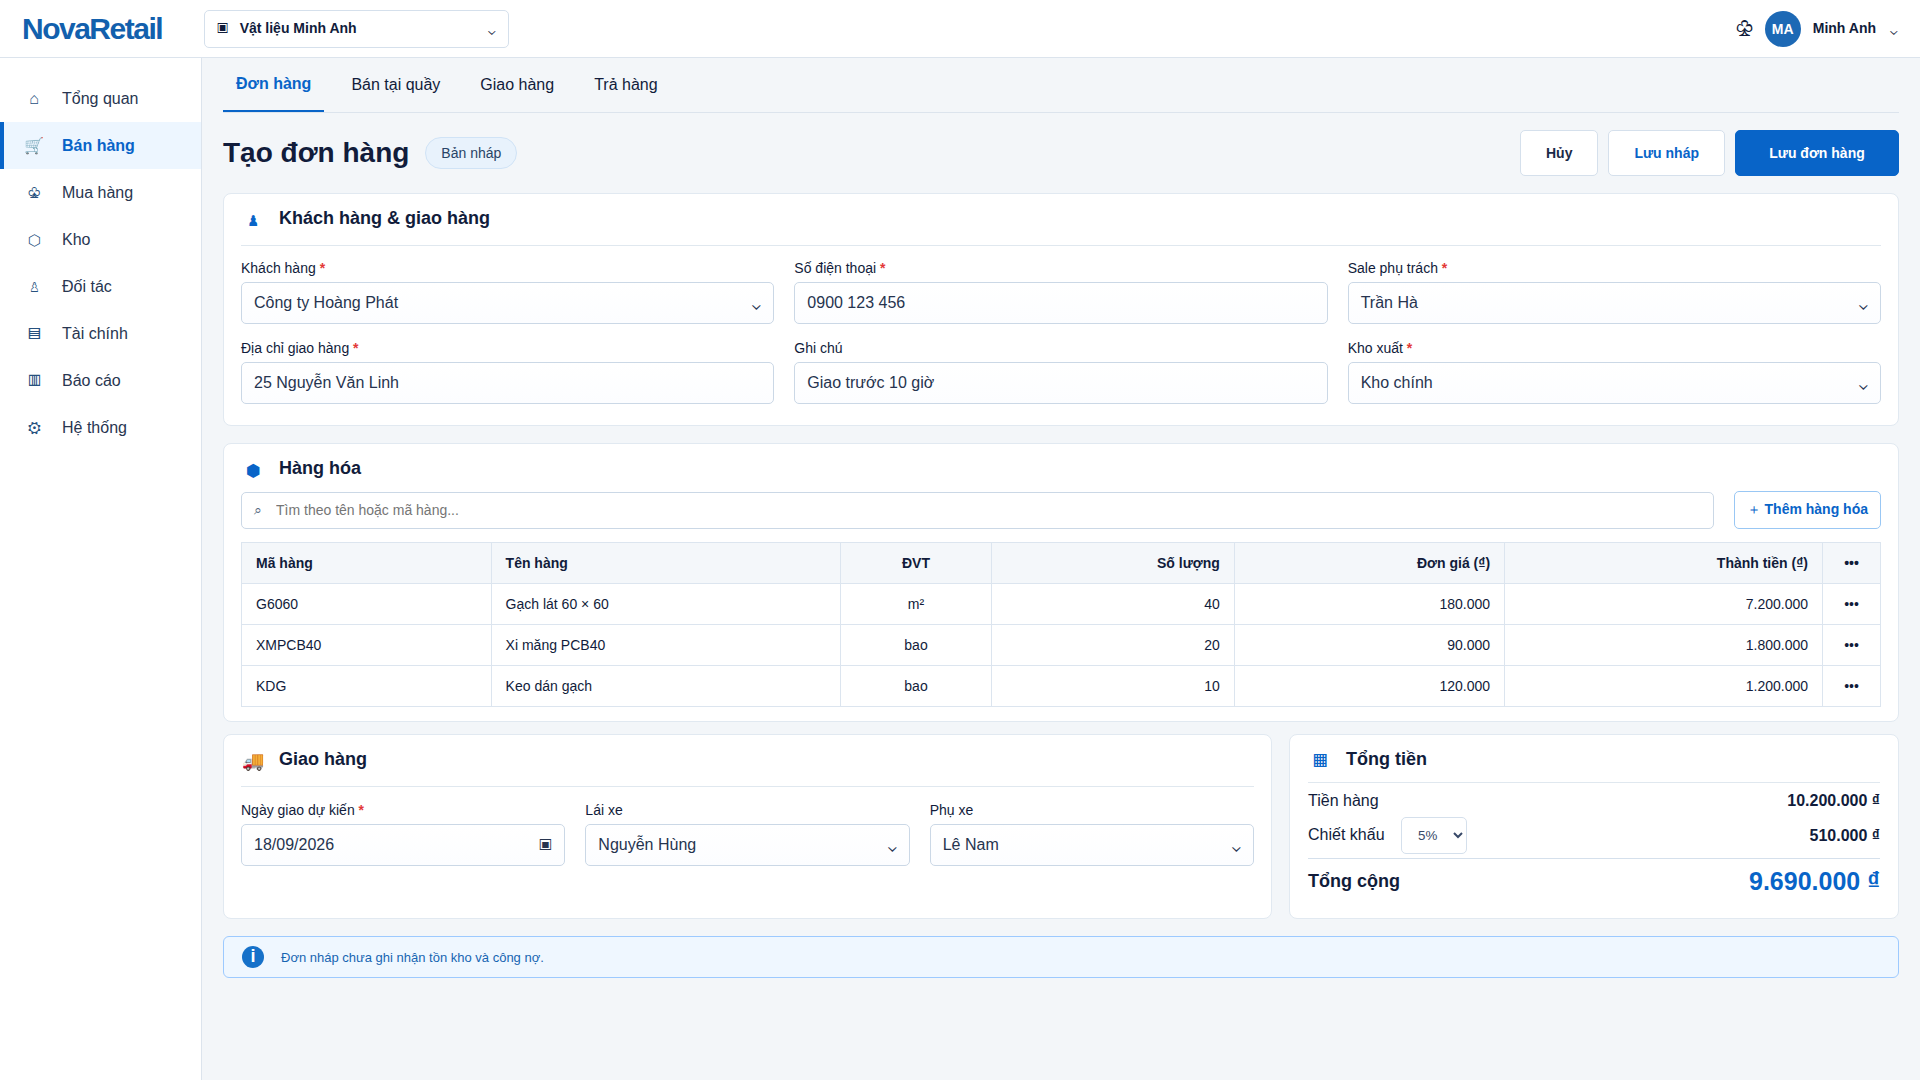 NovaRetail
Vật liệu Minh Anh
MA Minh Anh
Tổng quan
Bán hàng
Mua hàng
Kho
Đối tác
Tài chính
Báo cáo
Hệ thống
Đơn hàng Bán tại quầy Giao hàng Trả hàng
Tạo đơn hàng Bản nháp Hủy Lưu nháp Lưu đơn hàng
Khách hàng & giao hàng
Khách hàng * Số điện thoại * Sale phụ trách *
Công ty Hoàng Phát 0900 123 456 Trần Hà
Địa chỉ giao hàng * Ghi chú Kho xuất *
25 Nguyễn Văn Linh Giao trước 10 giờ Kho chính
Hàng hóa
Tìm theo tên hoặc mã hàng... + Thêm hàng hóa
Mã hàng Tên hàng ĐVT Số lượng Đơn giá (₫) Thành tiền (₫) •••
G6060 Gạch lát 60 × 60 m² 40 180.000 7.200.000 •••
XMPCB40 Xi măng PCB40 bao 20 90.000 1.800.000 •••
KDG Keo dán gạch bao 10 120.000 1.200.000 •••
Giao hàng
Ngày giao dự kiến * Lái xe Phụ xe
18/09/2026 Nguyễn Hùng Lê Nam
Tổng tiền
Tiền hàng 10.200.000 ₫
Chiết khấu 5% 510.000 ₫
Tổng cộng 9.690.000 ₫
i Đơn nháp chưa ghi nhận tồn kho và công nợ.